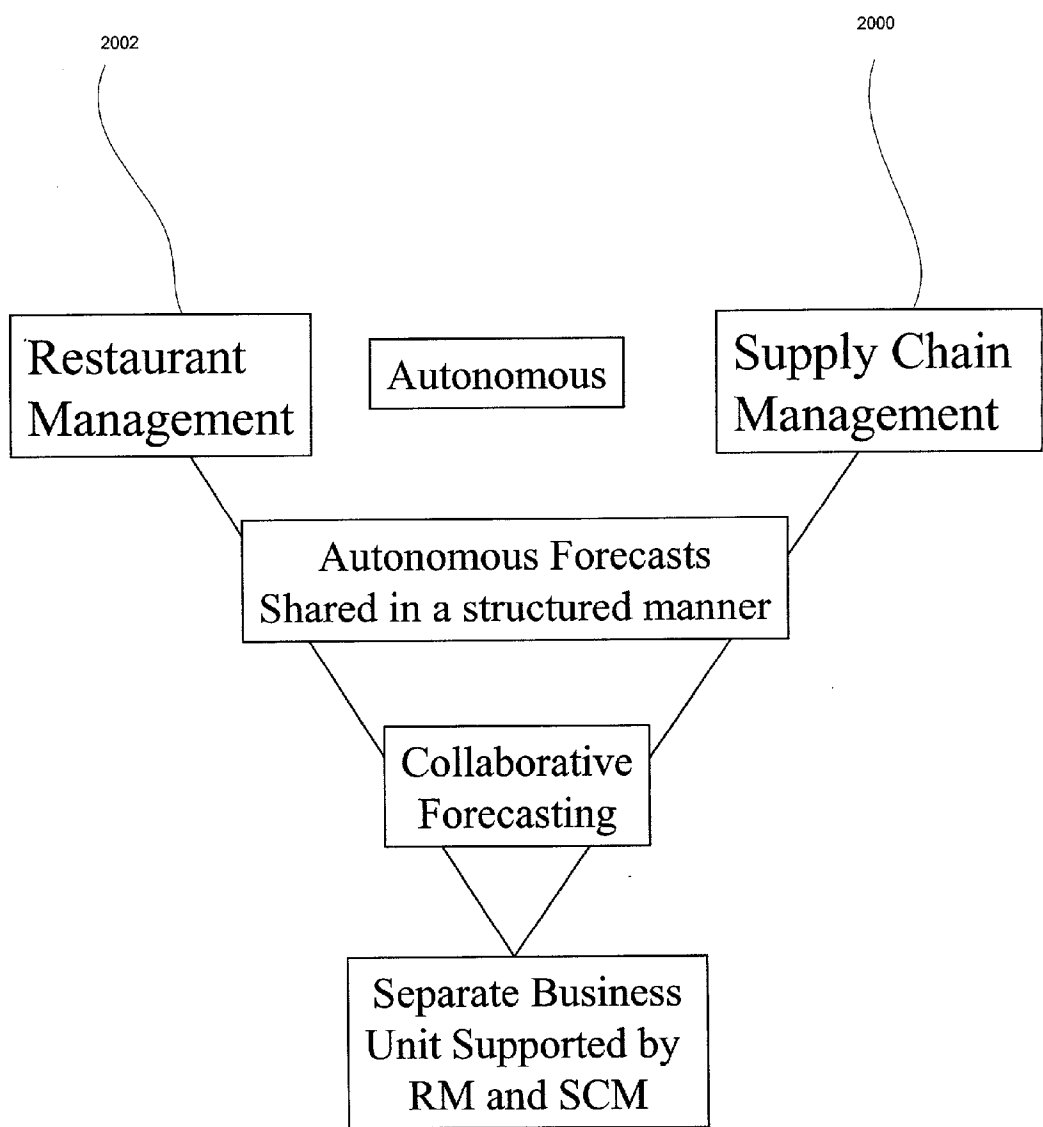 2002
2000
Restaurant
Management
Autonomous
Supply Chain
Management
Autonomous Forecasts
Shared in a structured manner
Collaborative
Forecasting
Separate Business
Unit Supported by
RM and SCM